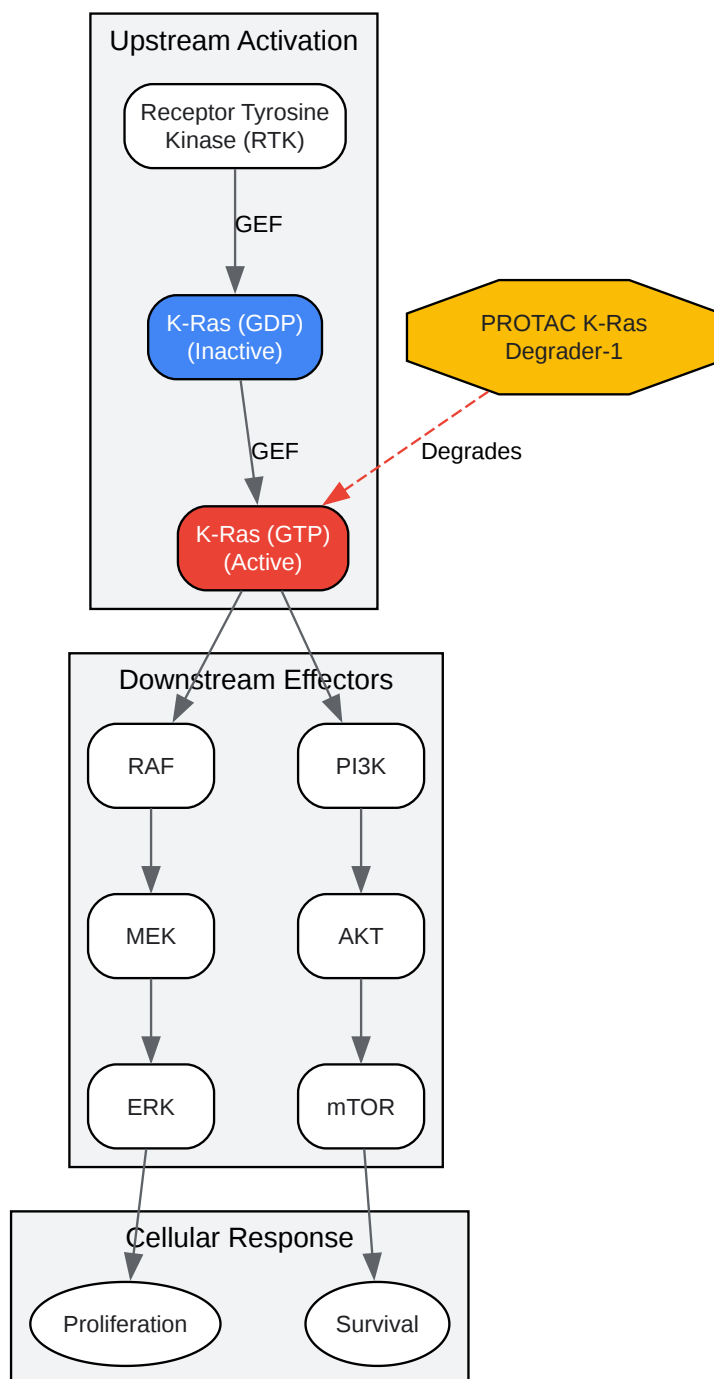 Upstream Activation
Receptor Tyrosine
Kinase (RTK)
GEF
K-Ras (GDP)
(Inactive)
PROTAC K-Ras
Degrader-1
GEF
Degrades
K-Ras (GTP)
(Active)
Downstream Effectors
RAF
PI3K
MEK
AKT
ERK
mTOR
Cellular Response
Proliferation
Survival